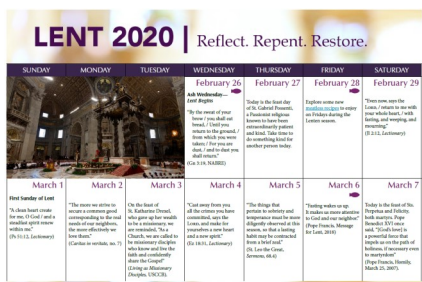 LENT 2020 | Reflect. Repent. Restore.
SUNDAY MONDAY TUESDAY WEDNESDAY THURSDAY FRIDAY SATURDAY
February 26
Ash Wednesday—
Lent Begins
"By the sweat of your
brow / you shall eat
bread, / Until you
return to the ground, /
from which you were
taken; / For you are
dust, / and to dust you
shall return."
(Gn 3:19, NABRE)
February 27
Today is the feast day
of St. Gabriel Possenti,
a Passionist religious
known to have been
extraordinarily patient
and kind. Take time to
do something kind for
another person today.
February 28
Explore some new
meatless recipes to enjoy
on Fridays during the
Lenten season.
February 29
"Even now, says the
LORD, / return to me with
your whole heart, / with
fasting, and weeping, and
mourning."
(Jl 2:12, Lectionary)
March 1
First Sunday of Lent
"A clean heart create
for me, O God / and a
steadfast spirit renew
within me."
(Ps 51:12, Lectionary)
March 2
"The more we strive to
secure a common good
corresponding to the real
needs of our neighbors,
the more effectively we
love them."
(Caritas in veritate, no. 7)
March 3
On the feast of
St. Katharine Drexel,
who gave up her wealth
to be a missionary, we
are reminded, "As a
Church, we are called to
be missionary disciples
who know and live the
faith and confidently
share the Gospel"
(Living as Missionary
Disciples, USCCB).
March 4
"Cast away from you
all the crimes you have
committed, says the
LORD, and make for
yourselves a new heart
and a new spirit."
(Ez 18:31, Lectionary)
March 5
"The things that
pertain to sobriety and
temperance must be more
diligently observed at this
season, so that a lasting
habit may be contracted
from a brief zeal."
(St. Leo the Great,
Sermons, 88.4)
March 6
"Fasting wakes us up.
It makes us more attentive
to God and our neighbor"
(Pope Francis, Message
for Lent, 2018)
March 7
Today is the feast of Sts.
Perpetua and Felicity,
both martyrs. Pope
Benedict XVI once
said, "[God's love] is
a powerful force that
impels us on the path of
holiness, if necessary even
to martyrdom"
(Pope Francis, Homily,
March 25, 2007).